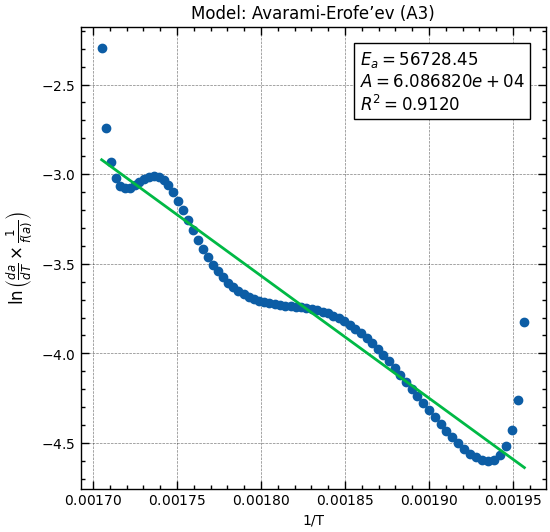 Model: Avarami-Erofe’ev (A3)
E_a = 56728.45
A = 6.086820e + 04
R² = 0.9120
−2.5
−3.0
−3.5
−4.0
−4.5
ln (da/dT × 1/f(a))
0.00170 0.00175 0.00180 0.00185 0.00190 0.00195
1/T